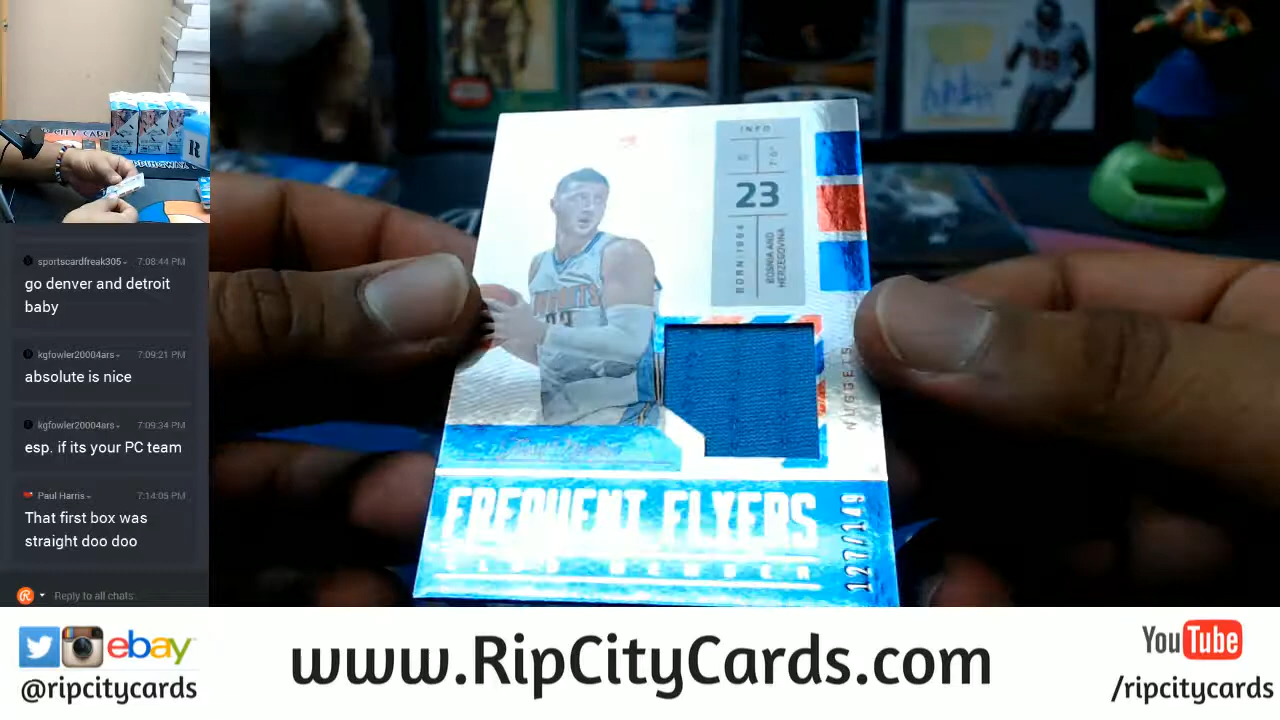 sportscardfreak305 7:08:44 PM
go denver and detroit
baby
kgfowler20004ars 7:09:21 PM
absolute is nice
kgfowler20004ars 7:09:34 PM
esp. if its your PC team
Paul Harris 7:14:05 PM
That first box was
straight doo doo
Reply to all chats
INFO
23
BORN: 1994
BOSNIA AND
HERZEGOVINA
NUGGETS
FREQUENT FLYERS
CLUB MEMBER
127/149
ebay
@ripcitycards
www.RipCityCards.com
YouTube
/ripcitycards